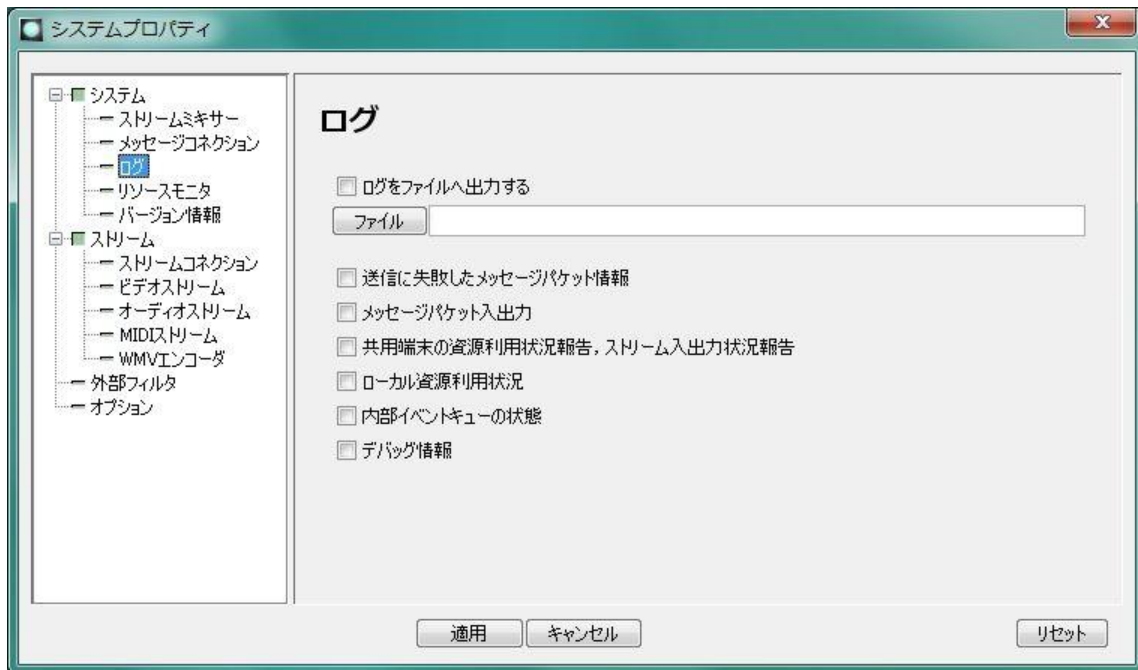 システムプロパティ
システム
ストリームミキサー
メッセージコネクション
ログ
リソースモニタ
バージョン情報
ストリーム
ストリームコネクション
ビデオストリーム
オーディオストリーム
MIDIストリーム
WMVエンコーダ
外部フィルタ
オプション
ログ
ログをファイルへ出力する
ファイル
送信に失敗したメッセージパケット情報
メッセージパケット入出力
共用端末の資源利用状況報告，ストリーム入出力状況報告
ローカル資源利用状況
内部イベントキューの状態
デバッグ情報
適用
キャンセル
リセット